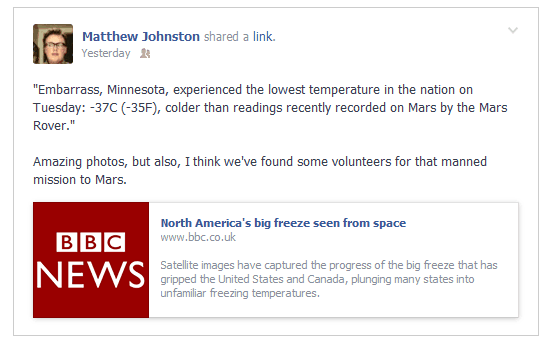 Matthew Johnston shared a link.
Yesterday
"Embarrass, Minnesota, experienced the lowest temperature in the nation on
Tuesday: -37C (-35F), colder than readings recently recorded on Mars by the Mars
Rover."
Amazing photos, but also, I think we've found some volunteers for that manned
mission to Mars.
BBC
NEWS
North America's big freeze seen from space
www.bbc.co.uk
Satellite images have captured the progress of the big freeze that has
gripped the United States and Canada, plunging many states into
unfamiliar freezing temperatures.